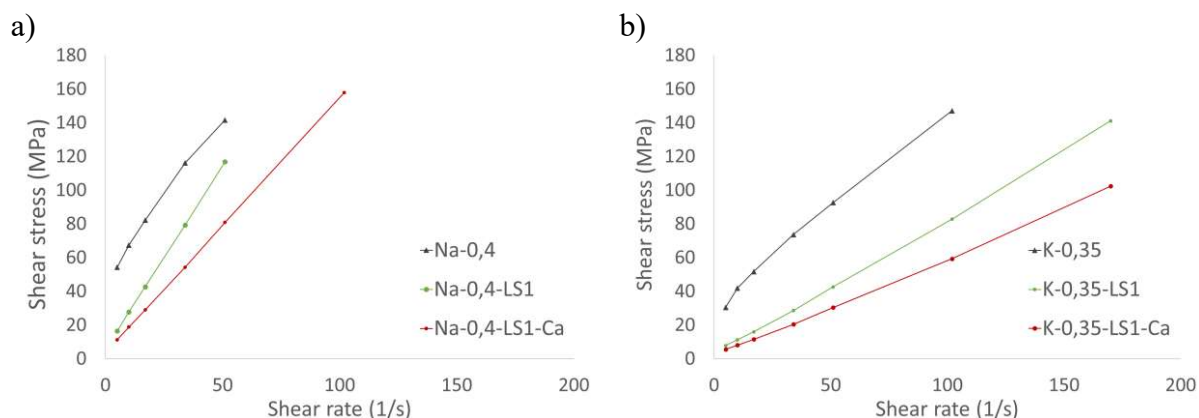 a)
180
160
140
120
100
80
60
40
20
0
Shear stress (MPa)
Na-0,4
Na-0,4-LS1
Na-0,4-LS1-Ca
0 50 100 150 200
Shear rate (1/s)
b)
180
160
140
120
100
80
60
40
20
0
Shear stress (MPa)
K-0,35
K-0,35-LS1
K-0,35-LS1-Ca
0 50 100 150 200
Shear rate (1/s)